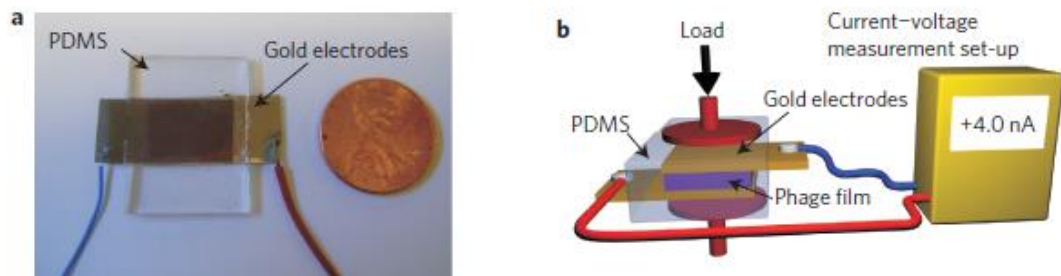 a
PDMS
Gold electrodes
b
Load
Current–voltage
measurement set-up
Gold electrodes
PDMS
+4.0 nA
Phage film